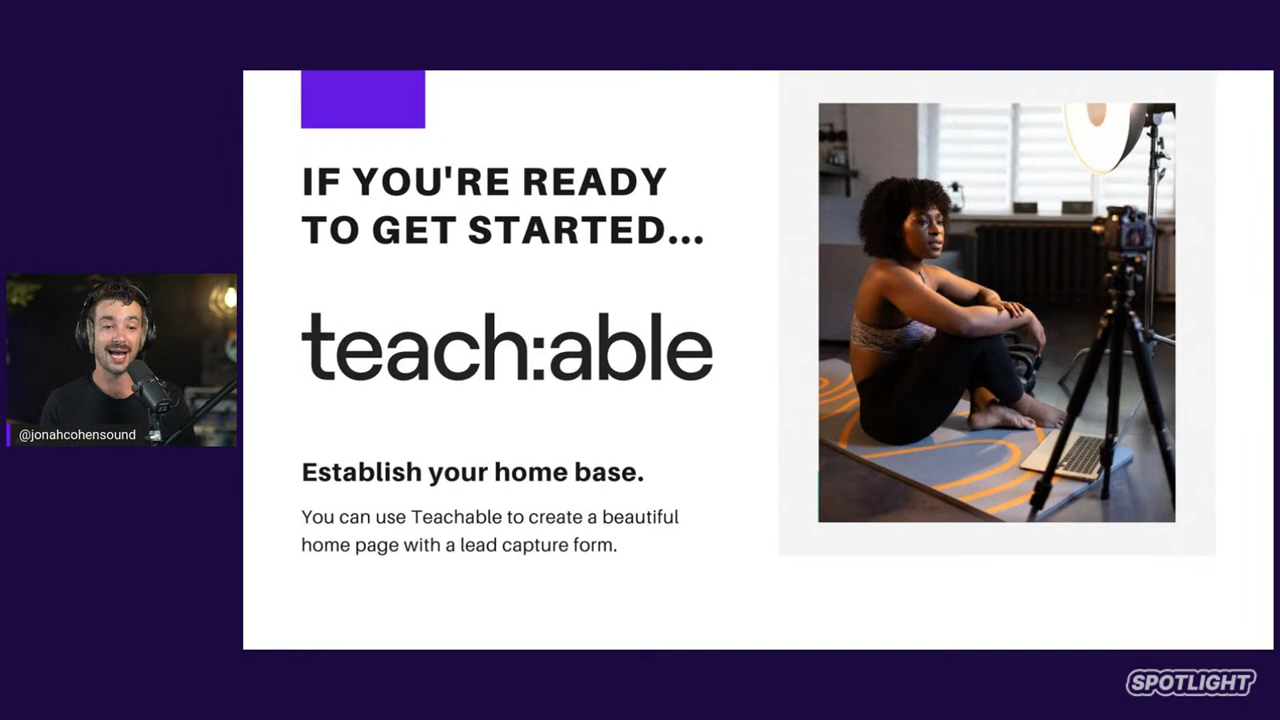 IF YOU'RE READY
TO GET STARTED...
teach:able
Establish your home base.
You can use Teachable to create a beautiful
home page with a lead capture form.
@jonahcohensound
SPOTLIGHT